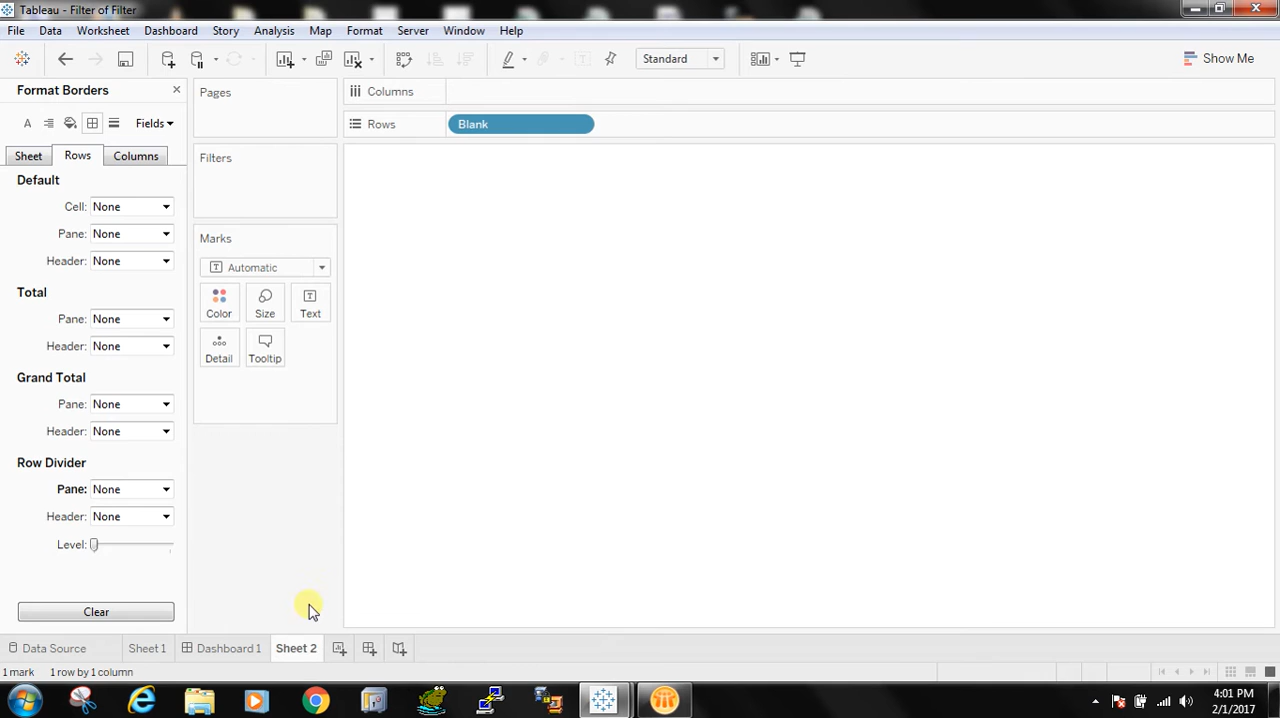 Tableau - Filter of Filter
File Data Worksheet Dashboard Story Analysis Map Format Server Window Help
Standard
Show Me
Format Borders
Fields
Sheet Rows Columns
Default
Cell: None
Pane: None
Header: None
Total
Pane: None
Header: None
Grand Total
Pane: None
Header: None
Row Divider
Pane: None
Header: None
Level:
Clear
Pages
Filters
Marks
Automatic
Color Size Text
Detail Tooltip
Columns
Rows Blank
Data Source Sheet 1 Dashboard 1 Sheet 2
1 mark 1 row by 1 column
4:01 PM
2/1/2017